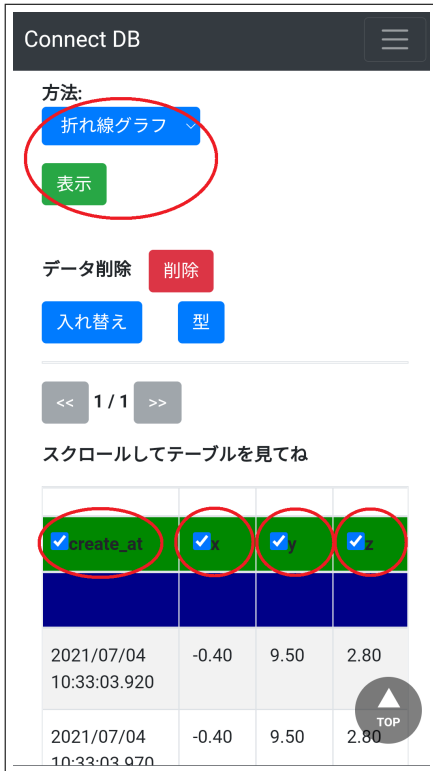 Connect DB
方法:
折れ線グラフ
表示
データ削除 削除
入れ替え 型
<< 1 / 1 >>
スクロールしてテーブルを見てね
create_at x y z
2021/07/04 -0.40 9.50 2.80
10:33:03.920
TOP
2021/07/04 -0.40 9.50 2.80
10:33:03.970